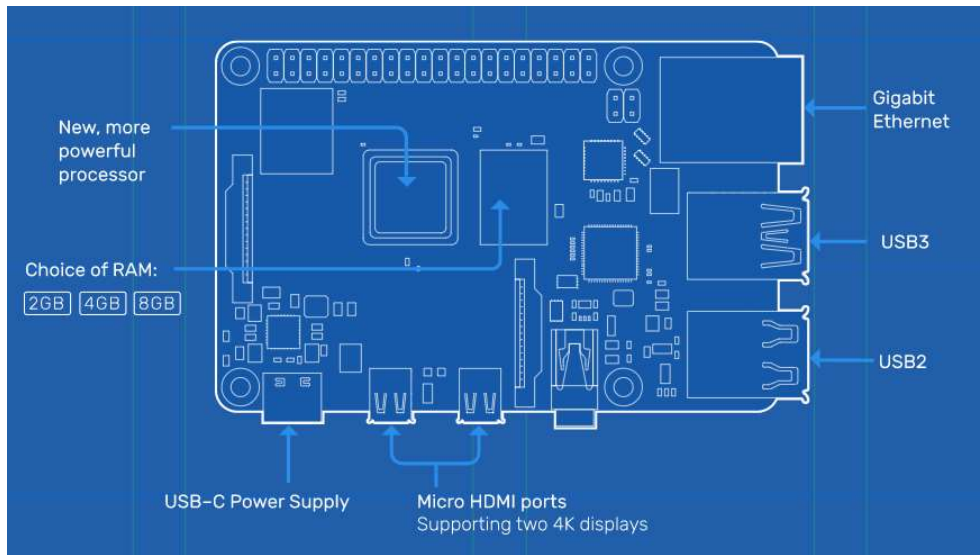 New, more
powerful
processor
Choice of RAM:
2GB 4GB 8GB
Gigabit
Ethernet
USB3
USB2
USB-C Power Supply
Micro HDMI ports
Supporting two 4K displays